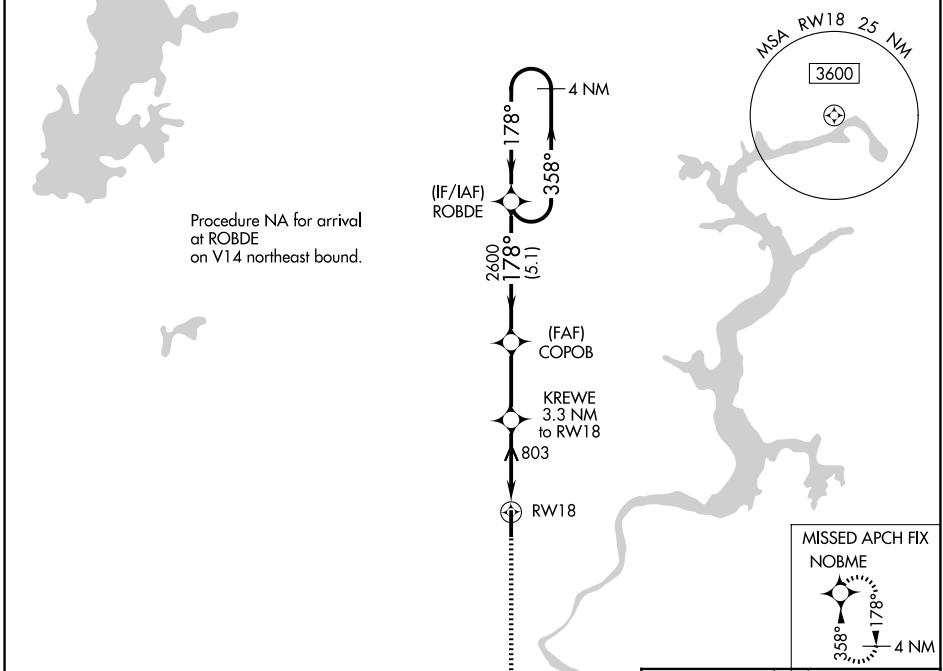 MSA RW18 25 NM
3600
4 NM
178°
358°
(IF/IAF)
ROBDE
Procedure NA for arrival
at ROBDE
on V14 northeast bound.
2600
178°
(5.1)
(FAF)
COPOB
KREWE
3.3 NM
to RW18
803
RW18
MISSED APCH FIX
NOBME
358°
178°
4 NM